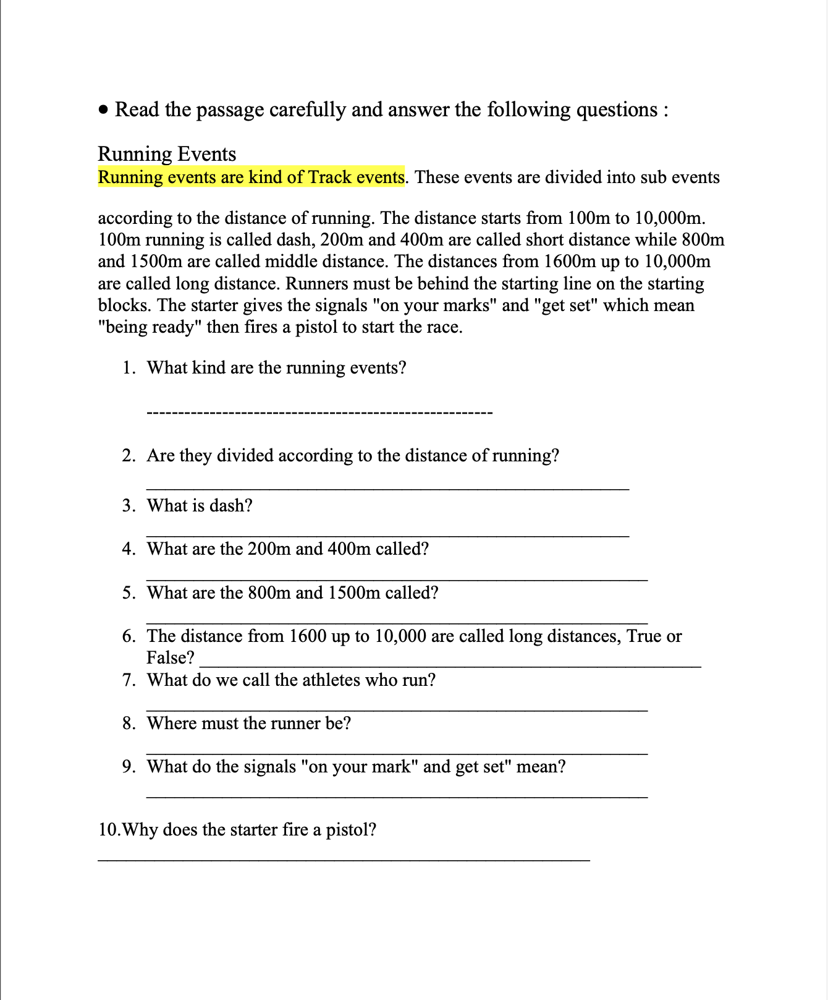 • Read the passage carefully and answer the following questions :
Running Events
Running events are kind of Track events. These events are divided into sub events
according to the distance of running. The distance starts from 100m to 10,000m.
100m running is called dash, 200m and 400m are called short distance while 800m
and 1500m are called middle distance. The distances from 1600m up to 10,000m
are called long distance. Runners must be behind the starting line on the starting
blocks. The starter gives the signals "on your marks" and "get set" which mean
"being ready" then fires a pistol to start the race.
1. What kind are the running events?
-------------------------------------------------------
2. Are they divided according to the distance of running?
3. What is dash?
4. What are the 200m and 400m called?
5. What are the 800m and 1500m called?
6. The distance from 1600 up to 10,000 are called long distances, True or
False?
7. What do we call the athletes who run?
8. Where must the runner be?
9. What do the signals "on your mark" and get set" mean?
10.Why does the starter fire a pistol?